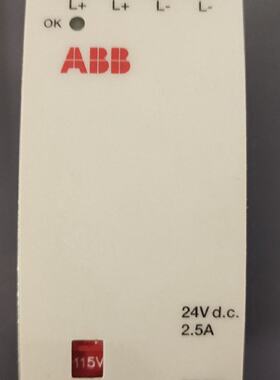 L+ L+ L- L-
OK
ABB
24V d.c.
2.5A
115V